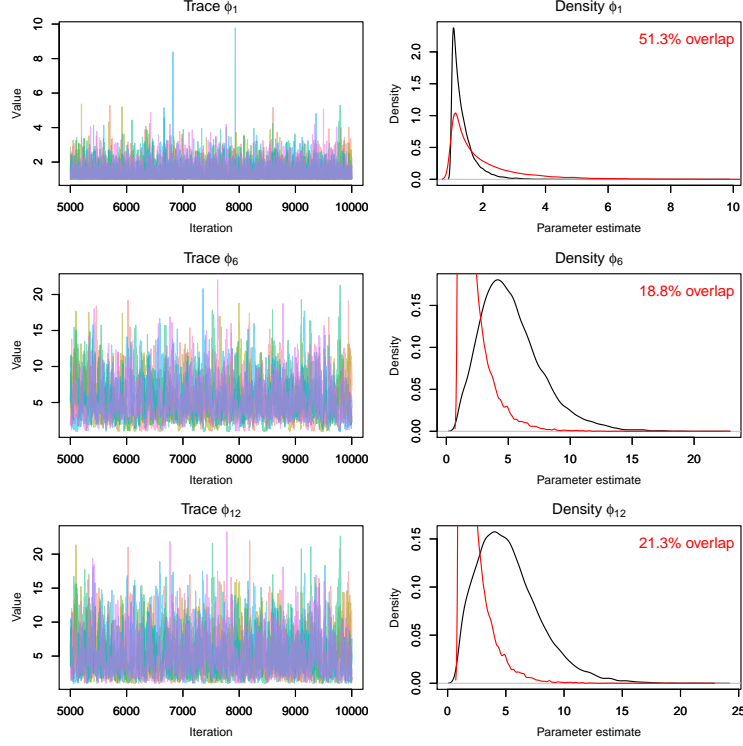 Trace ϕ1
Value
2
4
6
8
10
5000 6000 7000 8000 9000 10000
Iteration
Density ϕ1
51.3% overlap
Density
0.0
0.5
1.0
1.5
2.0
2 4 6 8 10
Parameter estimate
Trace ϕ6
Value
5
10
15
20
5000 6000 7000 8000 9000 10000
Iteration
Density ϕ6
18.8% overlap
Density
0.00
0.05
0.10
0.15
0 5 10 15 20
Parameter estimate
Trace ϕ12
Value
5
10
15
20
5000 6000 7000 8000 9000 10000
Iteration
Density ϕ12
21.3% overlap
Density
0.00
0.05
0.10
0.15
0 5 10 15 20 25
Parameter estimate